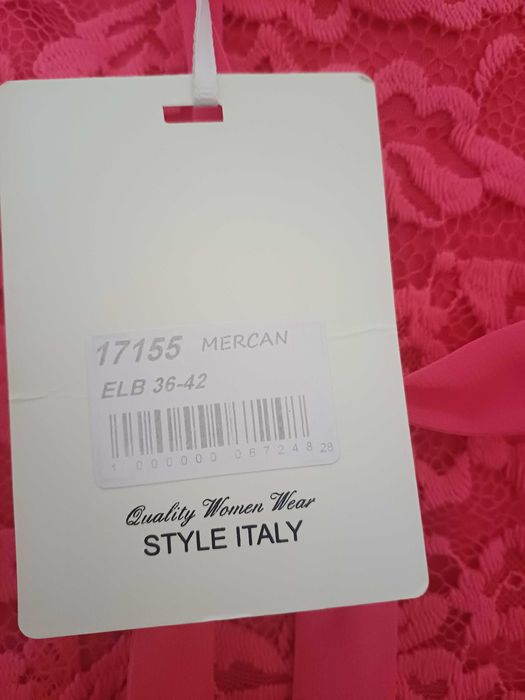 17155 MERCAN
ELB 36-42
1 000000 067248 28
Quality Women Wear
STYLE ITALY